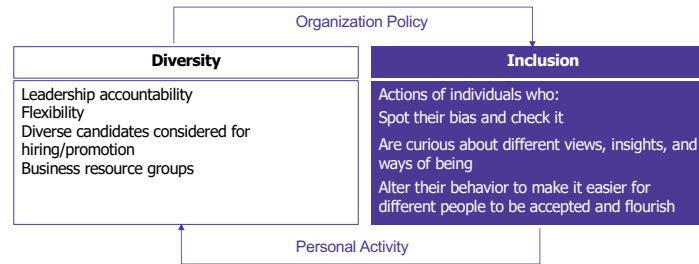 Organization Policy
Diversity
Leadership accountability
Flexibility
Diverse candidates considered for
hiring/promotion
Business resource groups
Inclusion
Actions of individuals who:
Spot their bias and check it
Are curious about different views, insights, and
ways of being
Alter their behavior to make it easier for
different people to be accepted and flourish
Personal Activity